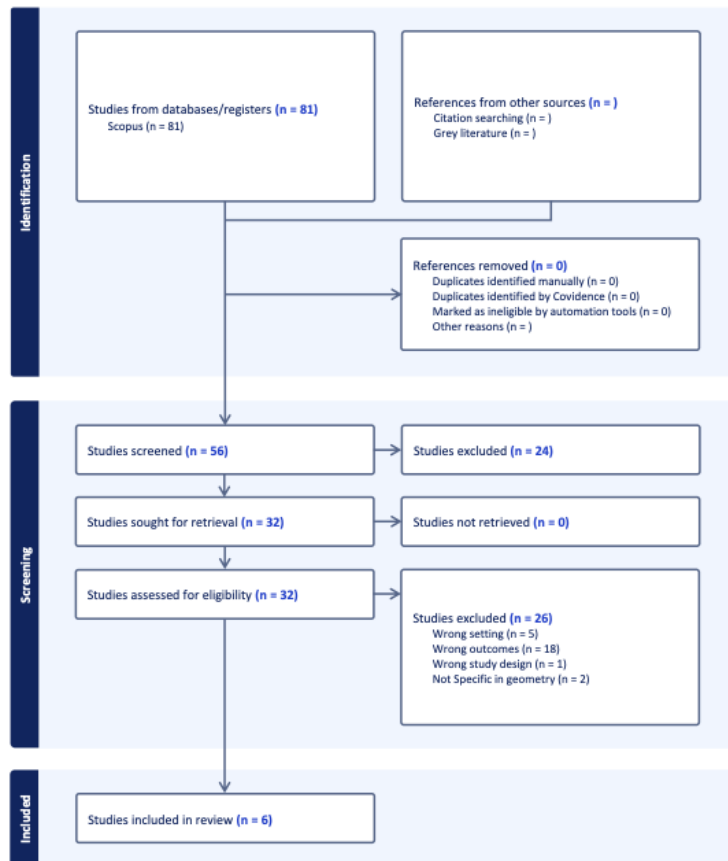 Identification
Studies from databases/registers (n = 81)
Scopus (n = 81)
References from other sources (n = )
Citation searching (n = )
Grey literature (n = )
References removed (n = 0)
Duplicates identified manually (n = 0)
Duplicates identified by Covidence (n = 0)
Marked as ineligible by automation tools (n = 0)
Other reasons (n = )
Screening
Studies screened (n = 56)
Studies excluded (n = 24)
Studies sought for retrieval (n = 32)
Studies not retrieved (n = 0)
Studies assessed for eligibility (n = 32)
Studies excluded (n = 26)
Wrong setting (n = 5)
Wrong outcomes (n = 18)
Wrong study design (n = 1)
Not Specific in geometry (n = 2)
Included
Studies included in review (n = 6)